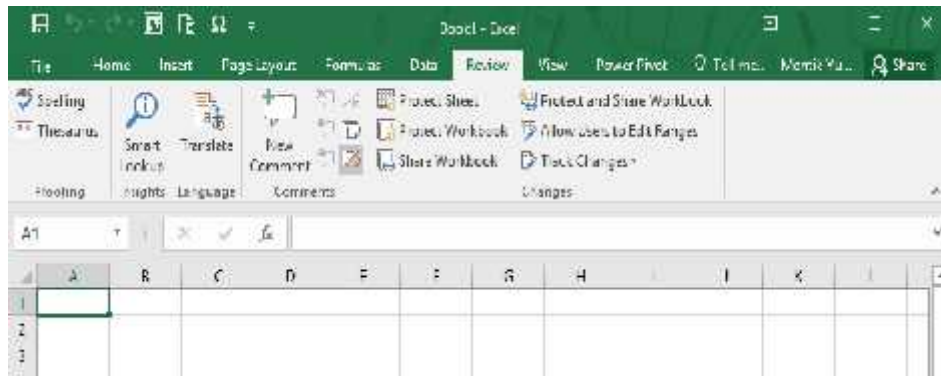 Book1 - Excel
File Home Insert Page Layout Formulas Data Review View Power Pivot Tell me... Share
Spelling
Thesaurus
Smart Lookup
Translate
New Comment
Protect Sheet
Protect Workbook
Share Workbook
Protect and Share Workbook
Allow Users to Edit Ranges
Track Changes
Proofing Insights Language Comments Changes
A1 fx
A B C D E F G H I J K L
1
2
3